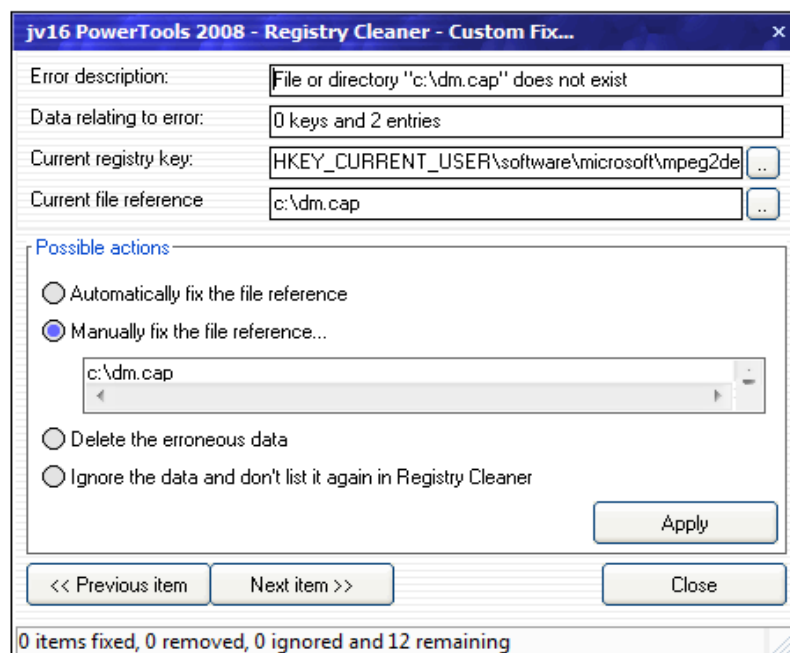 jv16 PowerTools 2008 - Registry Cleaner - Custom Fix...
Error description: File or directory "c:\dm.cap" does not exist
Data relating to error: 0 keys and 2 entries
Current registry key: HKEY_CURRENT_USER\software\microsoft\mpeg2de ..
Current file reference c:\dm.cap ..
Possible actions
Automatically fix the file reference
Manually fix the file reference...
c:\dm.cap
Delete the erroneous data
Ignore the data and don't list it again in Registry Cleaner
Apply
<< Previous item Next item >> Close
0 items fixed, 0 removed, 0 ignored and 12 remaining